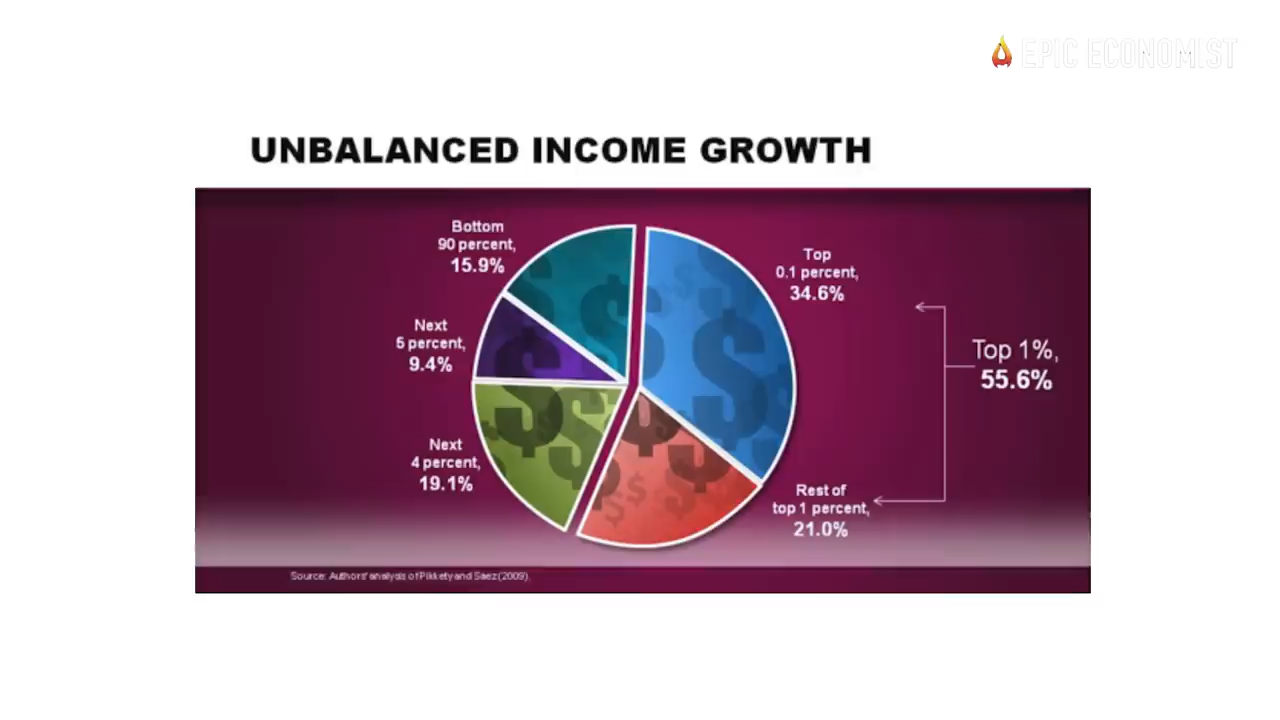 EPIC ECONOMIST
UNBALANCED INCOME GROWTH
Bottom
90 percent,
15.9%
Next
5 percent,
9.4%
Next
4 percent,
19.1%
Top
0.1 percent,
34.6%
Rest of
top 1 percent,
21.0%
Top 1%,
55.6%
Source: Authors' analysis of Pikkety and Saez (2009).